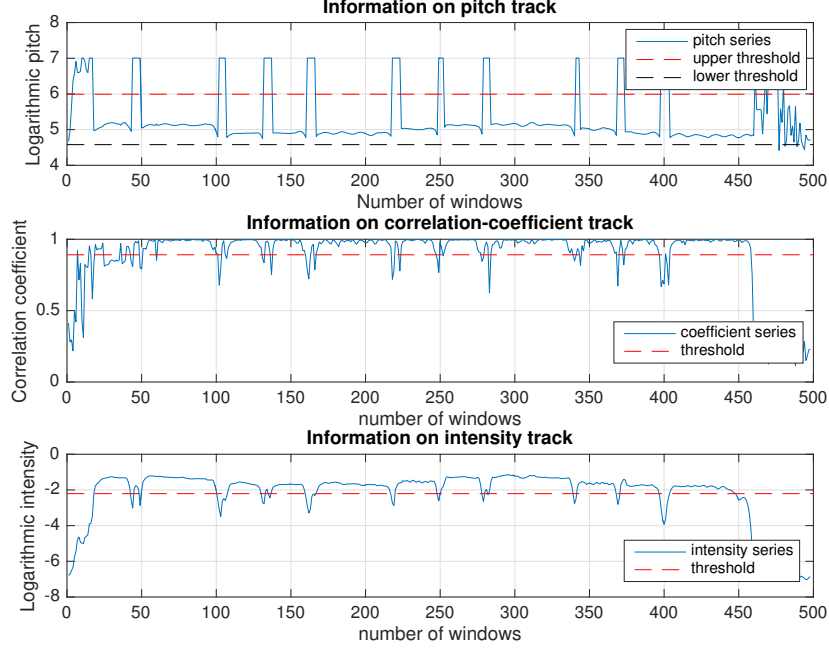 Information on pitch track
Logarithmic pitch
8
7
6
5
4
pitch series
upper threshold
lower threshold
0 50 100 150 200 250 300 350 400 450 500
Number of windows
Information on correlation-coefficient track
Correlation coefficient
1
0.5
0
coefficient series
threshold
0 50 100 150 200 250 300 350 400 450 500
number of windows
Information on intensity track
Logarithmic intensity
0
-2
-4
-6
-8
intensity series
threshold
0 50 100 150 200 250 300 350 400 450 500
number of windows